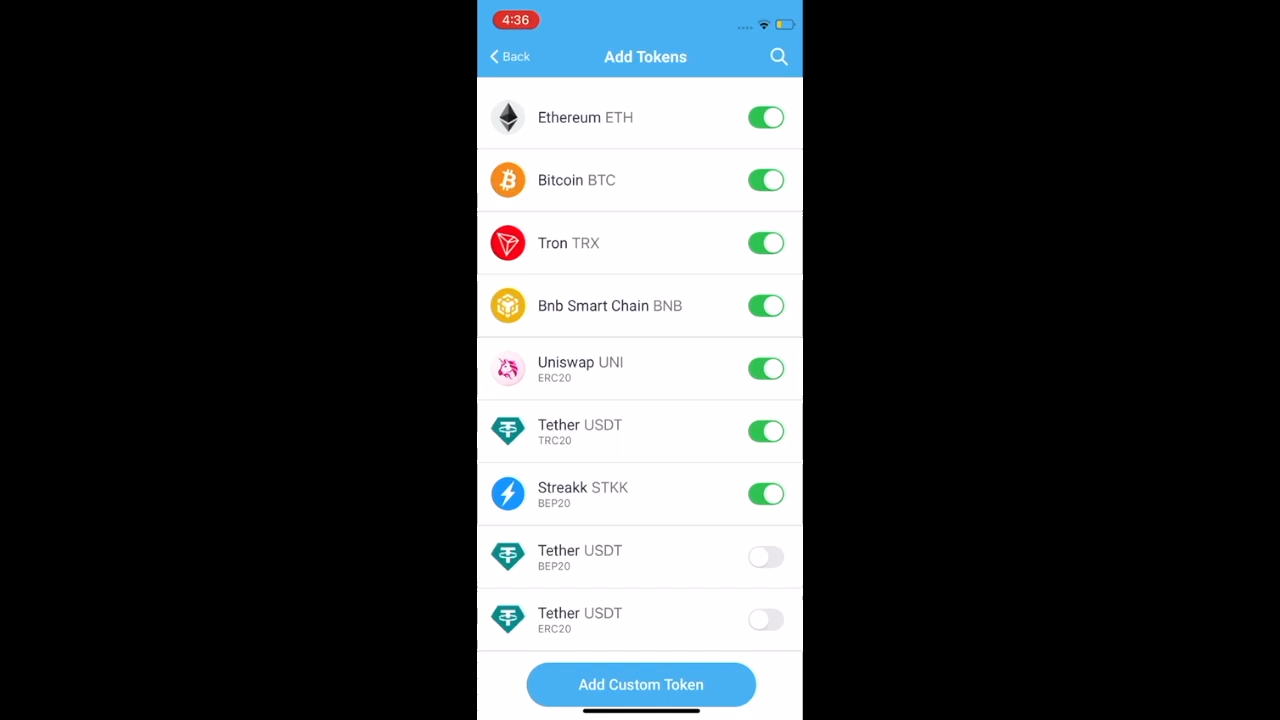 4:36
Back
Add Tokens
Ethereum ETH
Bitcoin BTC
Tron TRX
Bnb Smart Chain BNB
Uniswap UNI
ERC20
Tether USDT
TRC20
Streakk STKK
BEP20
Tether USDT
BEP20
Tether USDT
ERC20
Add Custom Token